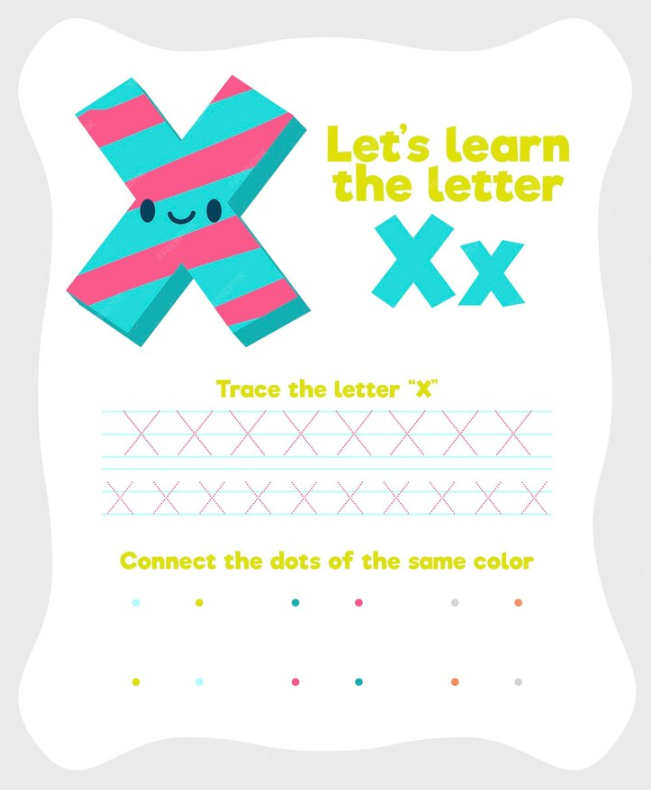 Let's learn
the letter
Xx
Trace the letter “X”
X X X X X X X X
X X X X X X X X X X
Connect the dots of the same color